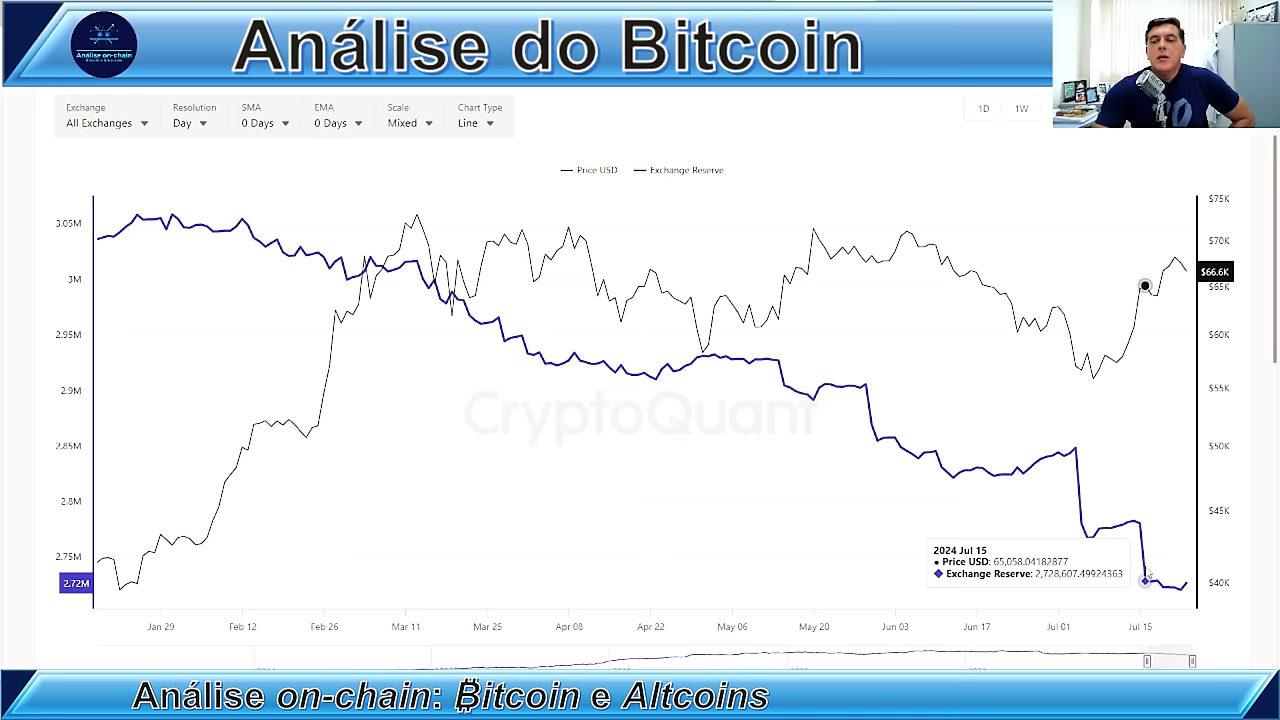 Análise do Bitcoin
Análise on-chain
Exchange
All Exchanges
Resolution
Day
SMA
0 Days
EMA
0 Days
Scale
Mixed
Chart Type
Line
1D
1W
Price USD
Exchange Reserve
3.05M
3M
2.95M
2.9M
2.85M
2.8M
2.75M
2.72M
$75K
$70K
$66.6K
$65K
$60K
$55K
$50K
$45K
$40K
CryptoQuant
2024 Jul 15
Price USD: 65,058.04182877
Exchange Reserve: 2,728,607.49924363
Jan 29
Feb 12
Feb 26
Mar 11
Mar 25
Apr 08
Apr 22
May 06
May 20
Jun 03
Jun 17
Jul 01
Jul 15
Análise on-chain: ₿itcoin e Altcoins